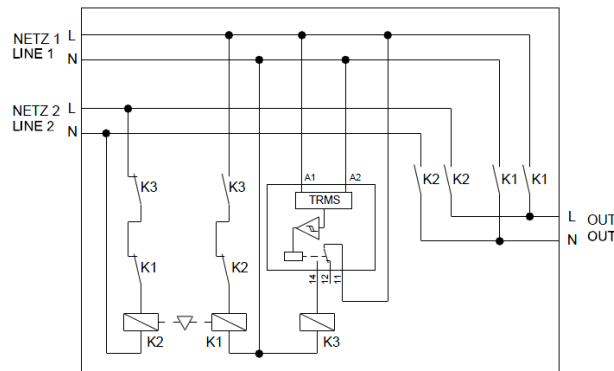 NETZ 1 L
LINE 1 N
NETZ 2 L
LINE 2 N
K3 K3 A1 A2 K2 K2 K1 K1
TRMS
L OUT
N OUT
K1 K2
14 12 11
K2 K1 K3